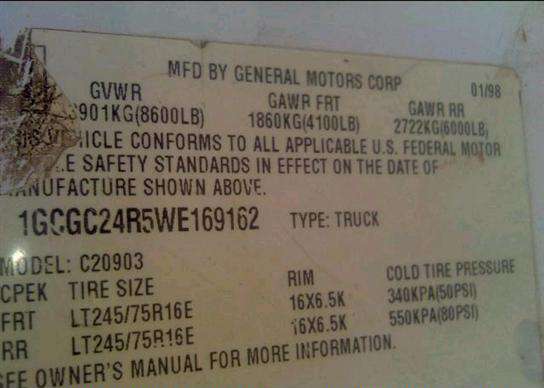 MFD BY GENERAL MOTORS CORP 01/98
GVWR GAWR FRT GAWR RR
3901KG(8600LB) 1860KG(4100LB) 2722KG(6000LB)
VEHICLE CONFORMS TO ALL APPLICABLE U.S. FEDERAL MOTOR
SAFETY STANDARDS IN EFFECT ON THE DATE OF
MANUFACTURE SHOWN ABOVE.
1GCGC24R5WE169162 TYPE: TRUCK
MODEL: C20903
CPEK TIRE SIZE RIM COLD TIRE PRESSURE
FRT LT245/75R16E 16X6.5K 340KPA(50PSI)
RR LT245/75R16E 16X6.5K 550KPA(80PSI)
SEE OWNER'S MANUAL FOR MORE INFORMATION.